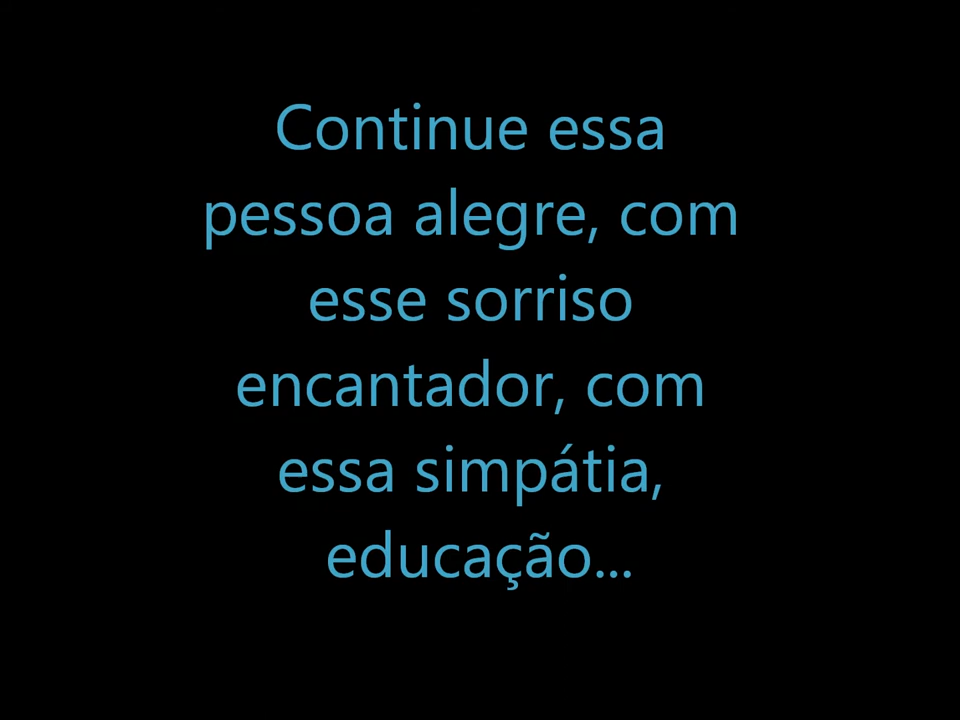 Continue essa
pessoa alegre, com
esse sorriso
encantador, com
essa simpátia,
educação...